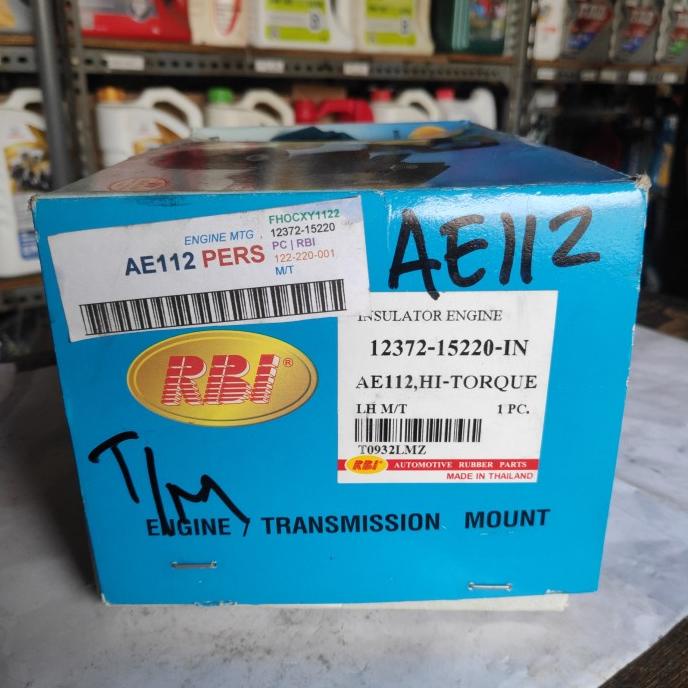 FHOCXY1122
ENGINE MTG 12372-15220
AE112 PERS PC | RBI
122-220-001
M/T
AE112
INSULATOR ENGINE
12372-15220-IN
AE112,HI-TORQUE
LH M/T 1 PC.
T0932LMZ
RBI AUTOMOTIVE RUBBER PARTS
MADE IN THAILAND
RBI®
T/M
ENGINE / TRANSMISSION MOUNT